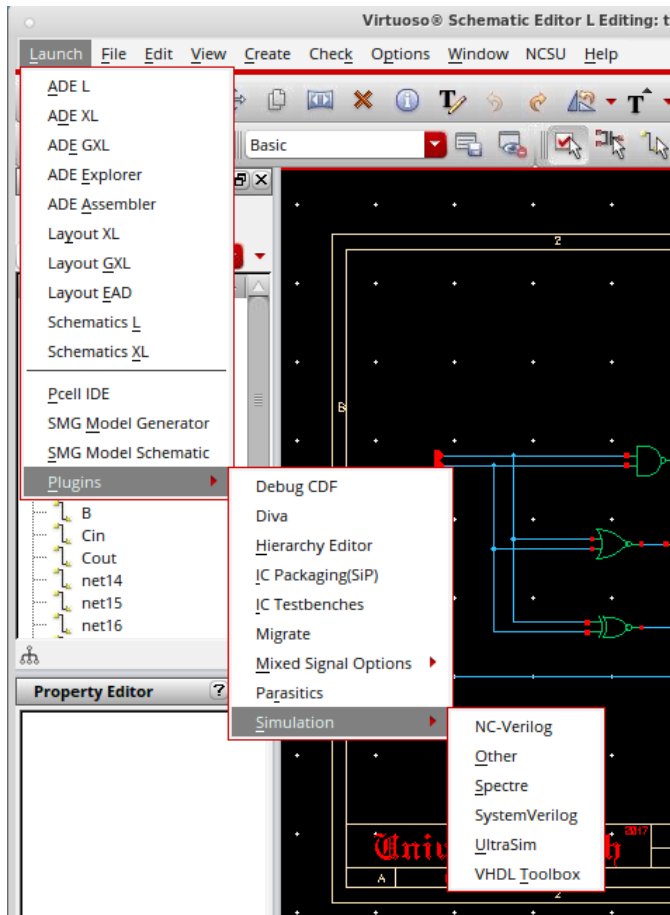 Virtuoso® Schematic Editor L Editing: t
Launch File Edit View Create Check Options Window NCSU Help
ADE L
ADE XL
ADE GXL
ADE Explorer
ADE Assembler
Layout XL
Layout GXL
Layout EAD
Schematics L
Schematics XL
Pcell IDE
SMG Model Generator
SMG Model Schematic
Plugins
Basic
B
Cin
Cout
net14
net15
net16
Property Editor ?
Debug CDF
Diva
Hierarchy Editor
IC Packaging(SiP)
IC Testbenches
Migrate
Mixed Signal Options
Parasitics
Simulation
NC-Verilog
Other
Spectre
SystemVerilog
UltraSim
VHDL Toolbox
2
B
2017
Univ h
A
2